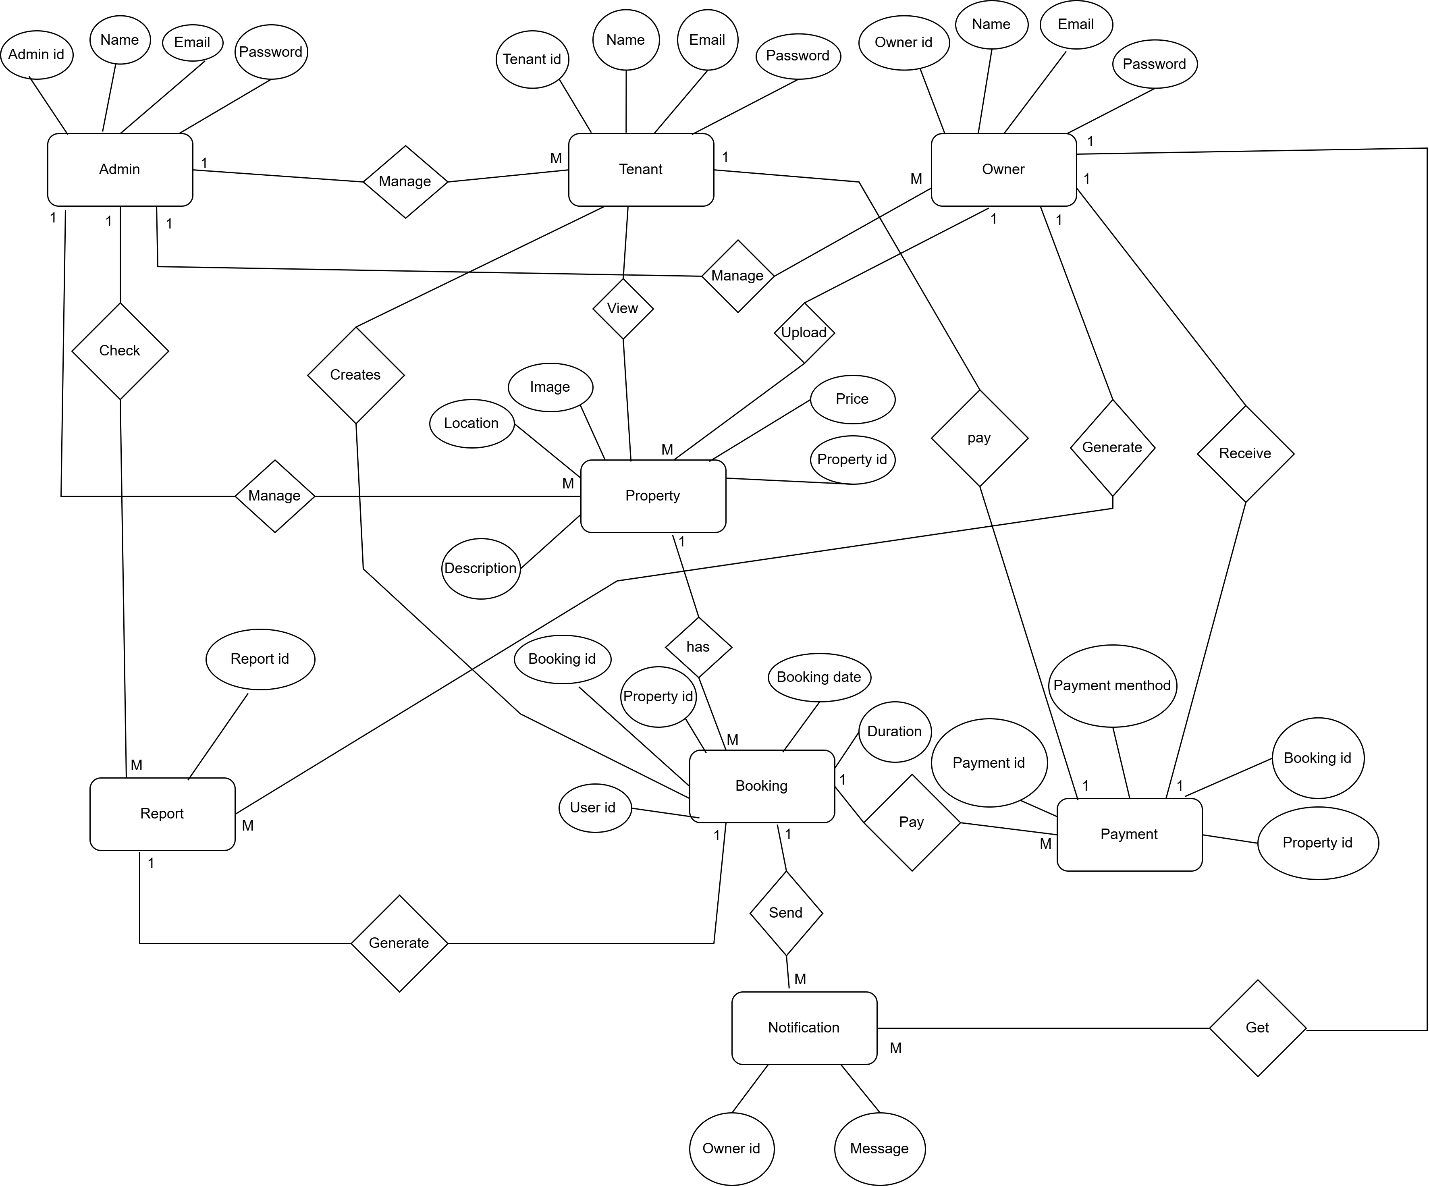 Admin id
Name
Email
Password
Tenant id
Name
Email
Password
Owner id
Name
Email
Password
Admin
1
Manage
M
Tenant
1
M
Owner
1
1
1
1
1
Manage
1
1
View
Upload
Check
Creates
Image
Location
Price
Property id
M
M
Manage
Property
Description
1
pay
Generate
Receive
has
Report id
Booking id
Property id
Booking date
Duration
Payment menthod
Payment id
Booking id
Property id
M
Report
M
1
M
Booking
1
User id
1
1
Pay
M
1
1
Payment
Generate
Send
M
Notification
M
Get
Owner id
Message